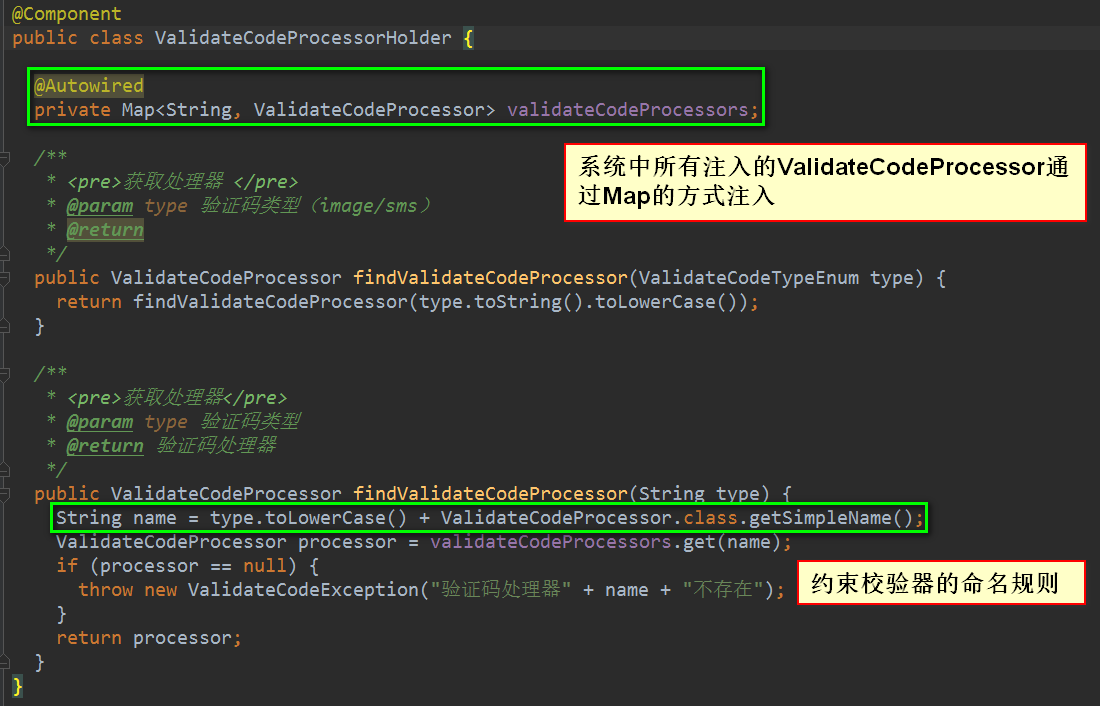 @Component
public class ValidateCodeProcessorHolder {
@Autowired
private Map<String, ValidateCodeProcessor> validateCodeProcessors;
系统中所有注入的ValidateCodeProcessor通
过Map的方式注入
/**
* <pre>获取处理器 </pre>
* @param type 验证码类型（image/sms）
* @return
*/
public ValidateCodeProcessor findValidateCodeProcessor(ValidateCodeTypeEnum type) {
return findValidateCodeProcessor(type.toString().toLowerCase());
}
/**
* <pre>获取处理器</pre>
* @param type 验证码类型
* @return 验证码处理器
*/
public ValidateCodeProcessor findValidateCodeProcessor(String type) {
String name = type.toLowerCase() + ValidateCodeProcessor.class.getSimpleName();
ValidateCodeProcessor processor = validateCodeProcessors.get(name);
if (processor == null) {
throw new ValidateCodeException("验证码处理器" + name + "不存在");
约束校验器的命名规则
}
return processor;
}
}